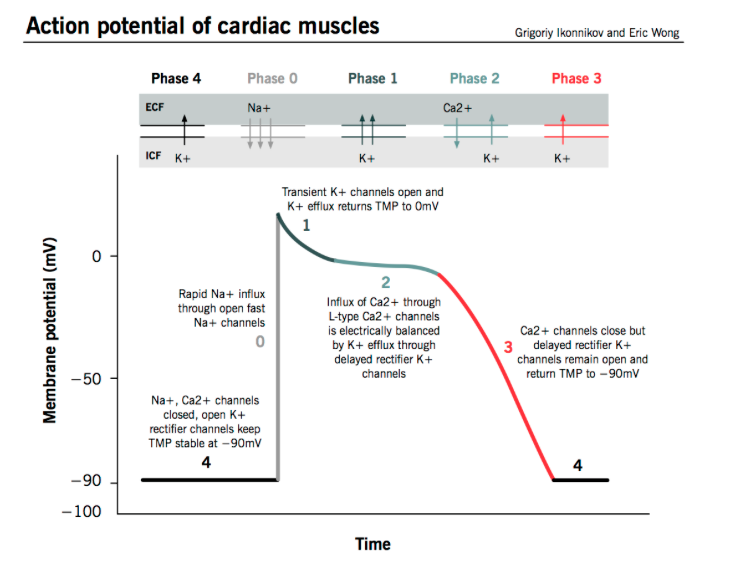 Action potential of cardiac muscles
Grigoriy Ikonnikov and Eric Wong
Phase 4 Phase 0 Phase 1 Phase 2 Phase 3
ECF Na+ Ca2+
ICF K+ K+ K+ K+
Transient K+ channels open and
K+ efflux returns TMP to 0mV
1
0
2
Rapid Na+ influx
through open fast
Na+ channels
0
Influx of Ca2+ through
L-type Ca2+ channels
is electrically balanced
by K+ efflux through
delayed rectifier K+
channels
3
Ca2+ channels close but
delayed rectifier K+
channels remain open and
return TMP to −90mV
Membrane potential (mV)
−50
Na+, Ca2+ channels
closed, open K+
rectifier channels keep
TMP stable at −90mV
4
4
−90
−100
Time